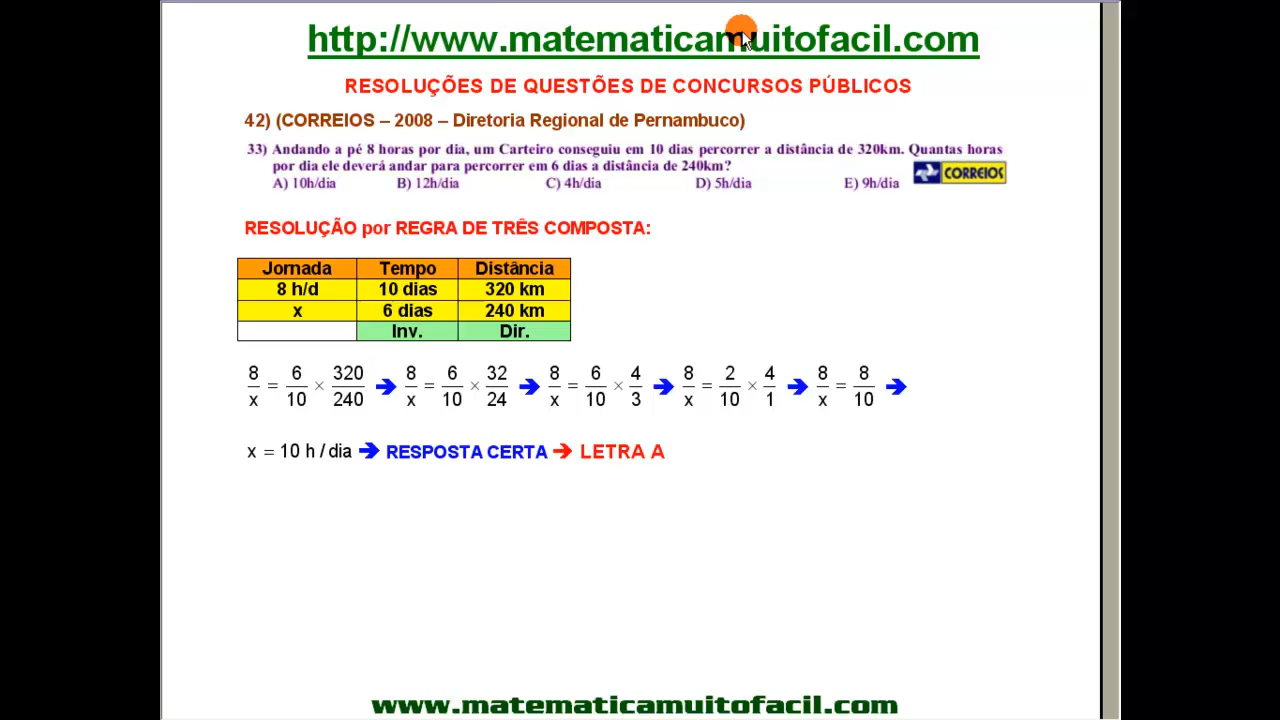 http://www.matematicamuitofacil.com
RESOLUÇÕES DE QUESTÕES DE CONCURSOS PÚBLICOS
42) (CORREIOS – 2008 – Diretoria Regional de Pernambuco)
33) Andando a pé 8 horas por dia, um Carteiro conseguiu em 10 dias percorrer a distância de 320km. Quantas horas
por dia ele deverá andar para percorrer em 6 dias a distância de 240km?
A) 10h/dia B) 12h/dia C) 4h/dia D) 5h/dia E) 9h/dia
CORREIOS
RESOLUÇÃO por REGRA DE TRÊS COMPOSTA:
Jornada Tempo Distância
8 h/d 10 dias 320 km
x 6 dias 240 km
Inv. Dir.
8/x = 6/10 × 320/240 ➔ 8/x = 6/10 × 32/24 ➔ 8/x = 6/10 × 4/3 ➔ 8/x = 2/10 × 4/1 ➔ 8/x = 8/10 ➔
x = 10 h / dia ➔ RESPOSTA CERTA ➔ LETRA A
www.matematicamuitofacil.com